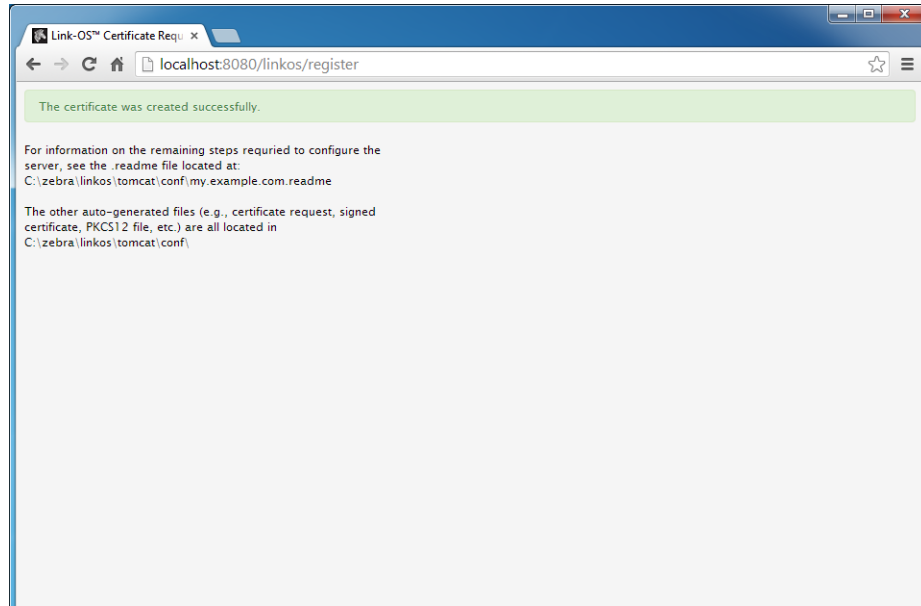 Link-OS™ Certificate Requ
localhost:8080/linkos/register
The certificate was created successfully.
For information on the remaining steps requried to configure the
server, see the .readme file located at:
C:\zebra\linkos\tomcat\conf\my.example.com.readme
The other auto-generated files (e.g., certificate request, signed
certificate, PKCS12 file, etc.) are all located in
C:\zebra\linkos\tomcat\conf\